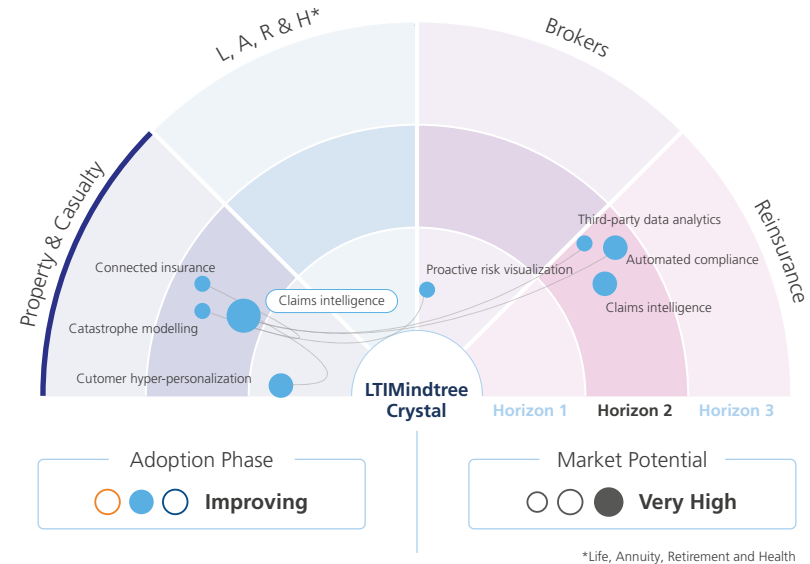 L, A, R & H*
Brokers
Property & Casualty
Reinsurance
Third-party data analytics
Connected insurance
Proactive risk visualization
Automated compliance
Claims intelligence
Claims intelligence
Catastrophe modelling
Cutomer hyper-personalization
LTIMindtree
Crystal
Horizon 1
Horizon 2
Horizon 3
Adoption Phase
Improving
Market Potential
Very High
*Life, Annuity, Retirement and Health